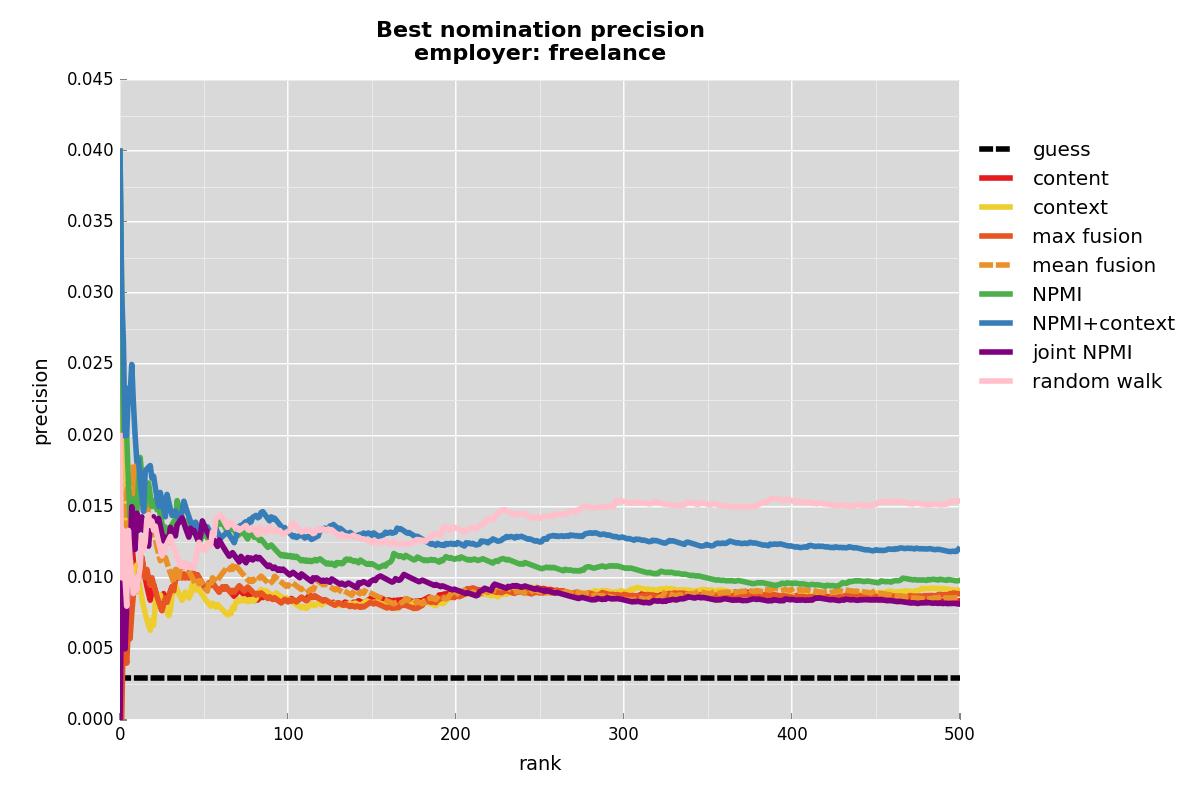 Best nomination precision
employer: freelance
0.045
0.040
0.035
0.030
0.025
0.020
0.015
0.010
0.005
0.000
precision
0 100 200 300 400 500
rank
guess
content
context
max fusion
mean fusion
NPMI
NPMI+context
joint NPMI
random walk